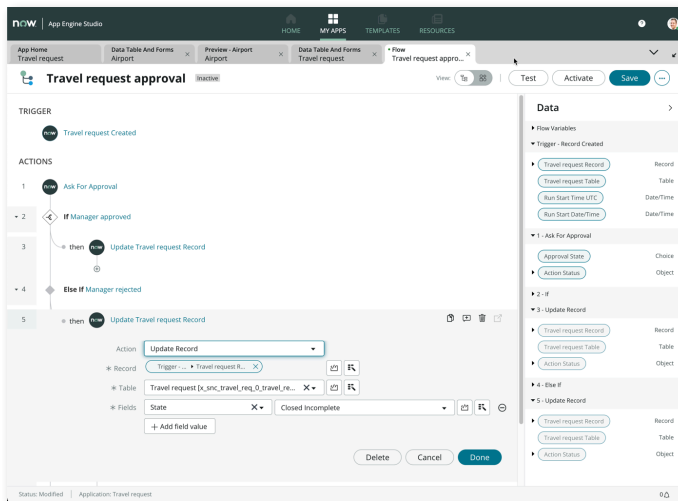 now. App Engine Studio
HOME
MY APPS
TEMPLATES
RESOURCES
App Home
Travel request
Data Table And Forms
Airport
Preview - Airport
Airport
Data Table And Forms
Travel request
* Flow
Travel request appro...
Travel request approval
Inactive
View:
Test
Activate
Save
TRIGGER
now
Travel request Created
ACTIONS
1
now
Ask For Approval
2
If Manager approved
3
then
now
Update Travel request Record
4
Else If Manager rejected
5
then
now
Update Travel request Record
Action
Update Record
* Record
Trigger - ... ▸ Travel request R...
* Table
Travel request [x_snc_travel_req_0_travel_re...
* Fields
State
Closed Incomplete
+ Add field value
Delete
Cancel
Done
Data
Flow Variables
Trigger - Record Created
Travel request Record
Record
Travel request Table
Table
Run Start Time UTC
Date/Time
Run Start Date/Time
Date/Time
1 - Ask For Approval
Approval State
Choice
Action Status
Object
2 - If
3 - Update Record
Travel request Record
Record
Travel request Table
Table
Action Status
Object
4 - Else If
5 - Update Record
Travel request Record
Record
Travel request Table
Table
Action Status
Object
Status: Modified | Application: Travel request
0